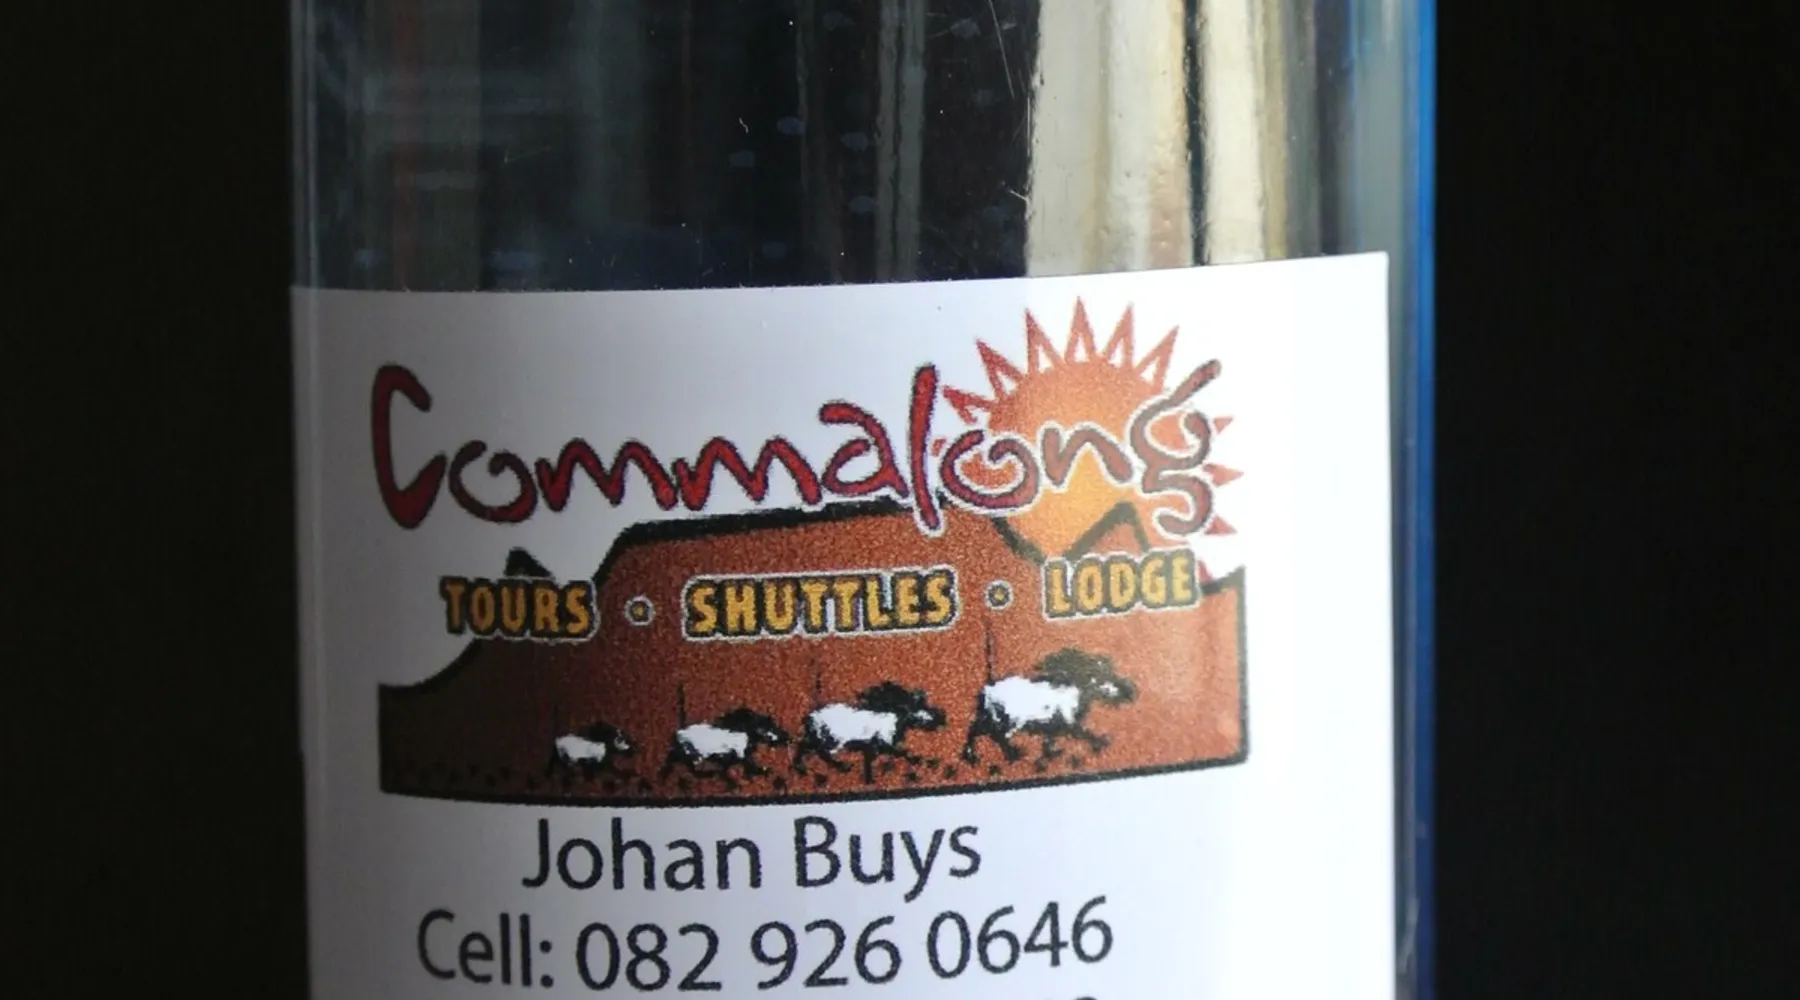 Commalong
TOURS • SHUTTLES • LODGE
Johan Buys
Cell: 082 926 0646